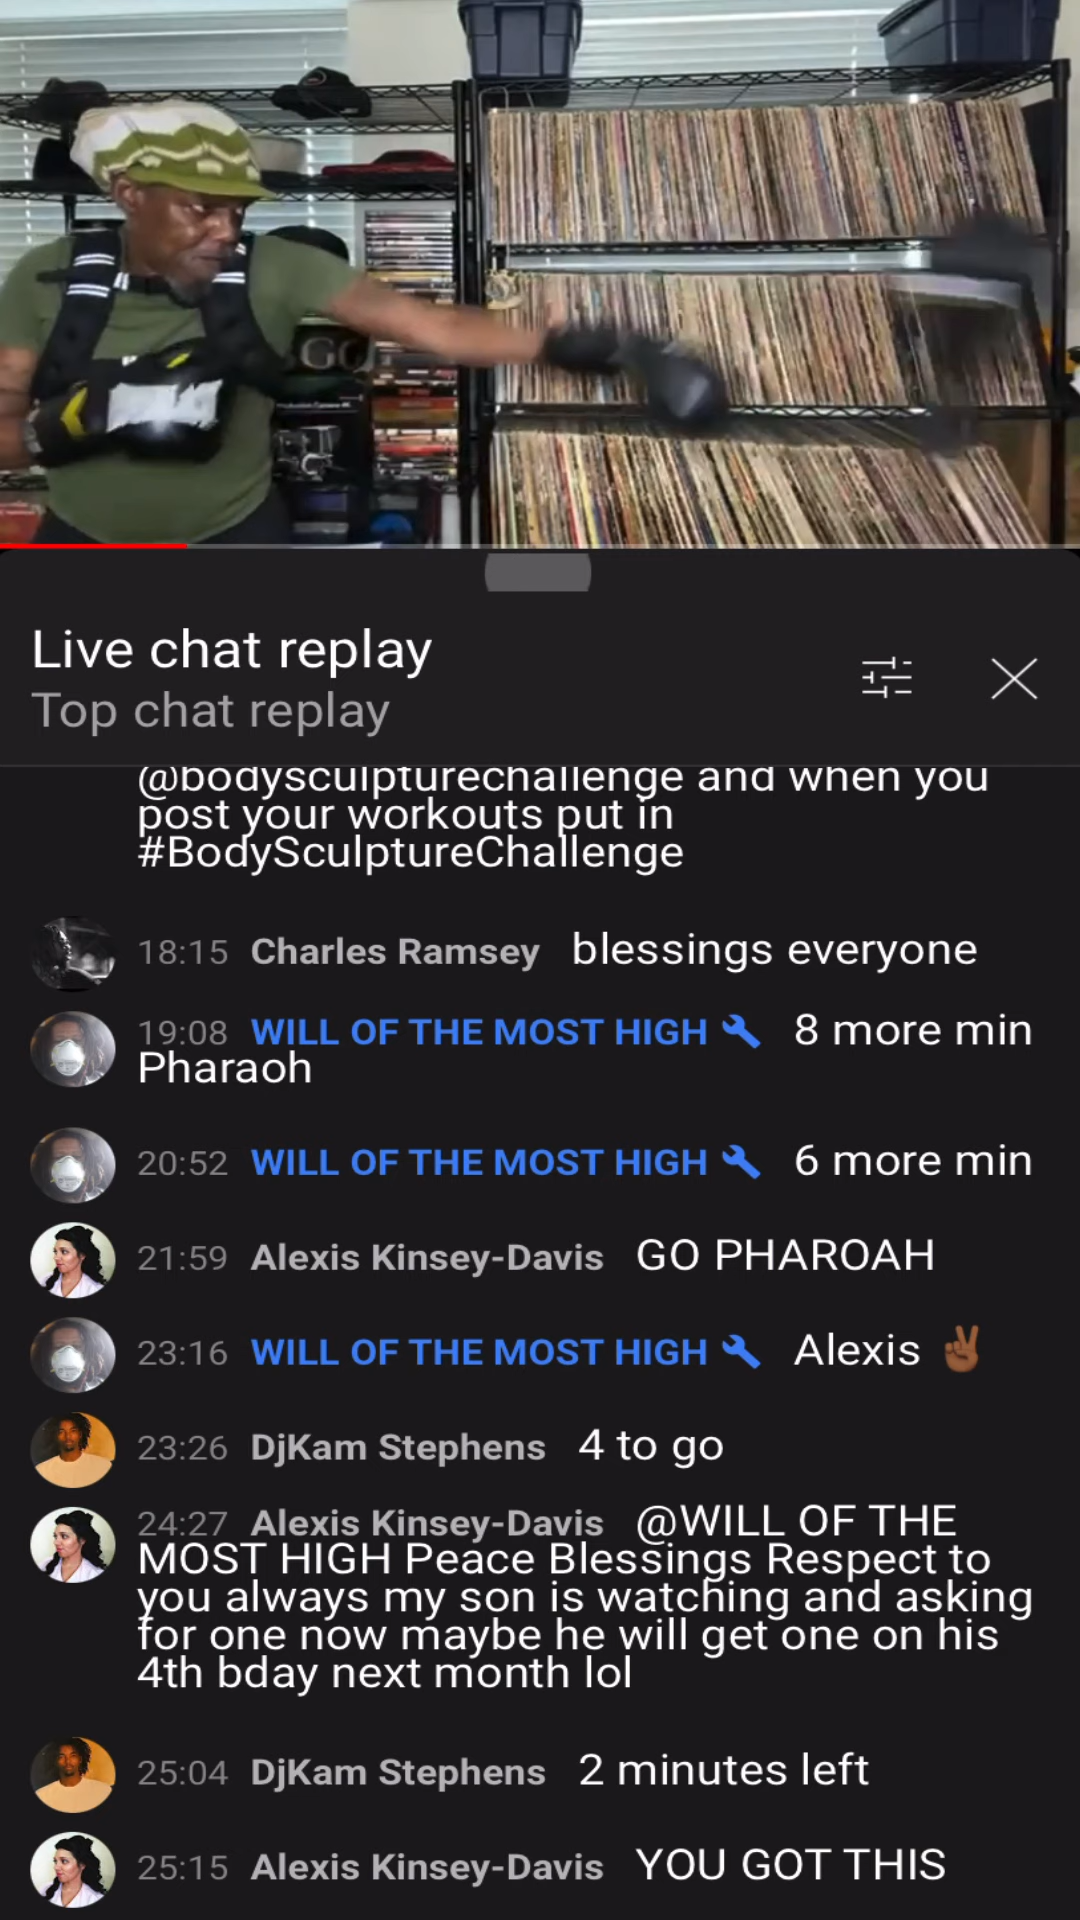 GO
Live chat replay
Top chat replay
@bodysculpturechallenge and when you
post your workouts put in
#BodySculptureChallenge
18:15 Charles Ramsey blessings everyone
19:08 WILL OF THE MOST HIGH 8 more min
Pharaoh
20:52 WILL OF THE MOST HIGH 6 more min
21:59 Alexis Kinsey-Davis GO PHAROAH
23:16 WILL OF THE MOST HIGH Alexis ✌🏾
23:26 DjKam Stephens 4 to go
24:27 Alexis Kinsey-Davis @WILL OF THE
MOST HIGH Peace Blessings Respect to
you always my son is watching and asking
for one now maybe he will get one on his
4th bday next month lol
25:04 DjKam Stephens 2 minutes left
25:15 Alexis Kinsey-Davis YOU GOT THIS